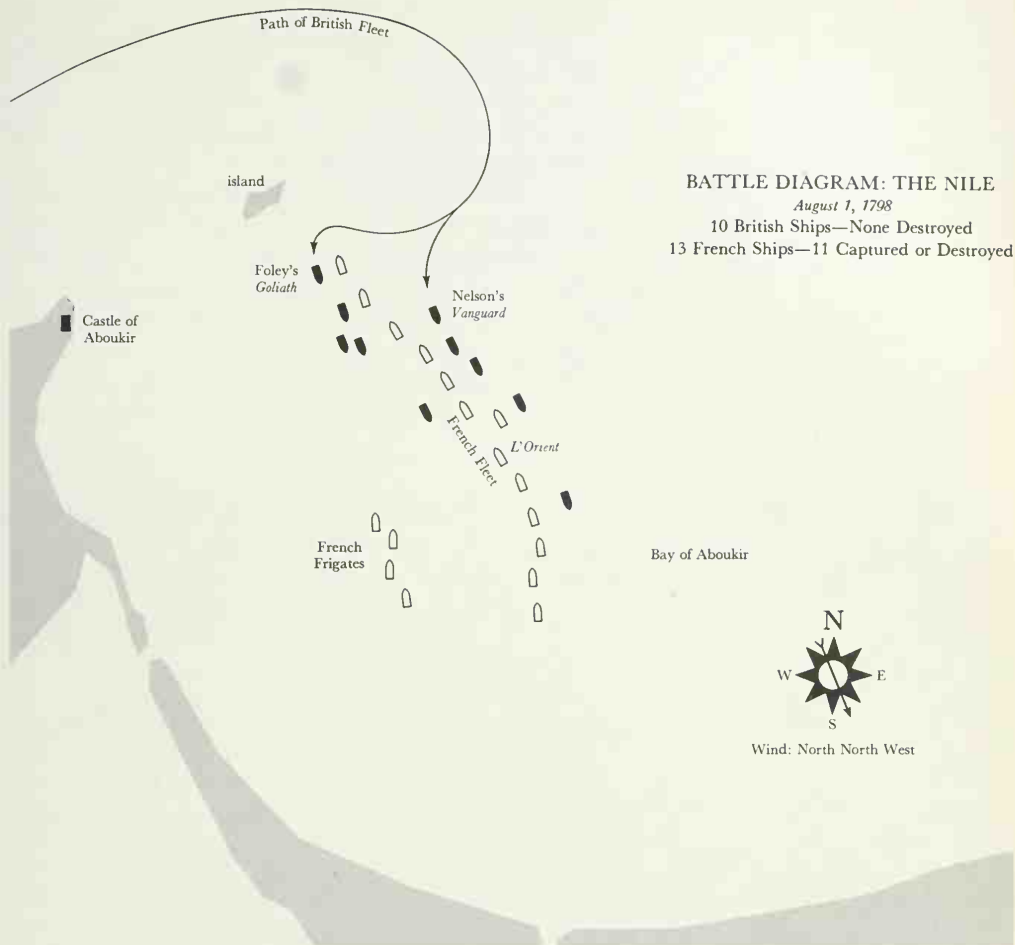 Path of British Fleet
island
BATTLE DIAGRAM: THE NILE
August 1, 1798
10 British Ships—None Destroyed
13 French Ships—11 Captured or Destroyed
Foley's
Goliath
Nelson's
Vanguard
Castle of
Aboukir
French Fleet
L'Orient
French
Frigates
Bay of Aboukir
N
W
E
S
Wind: North North West